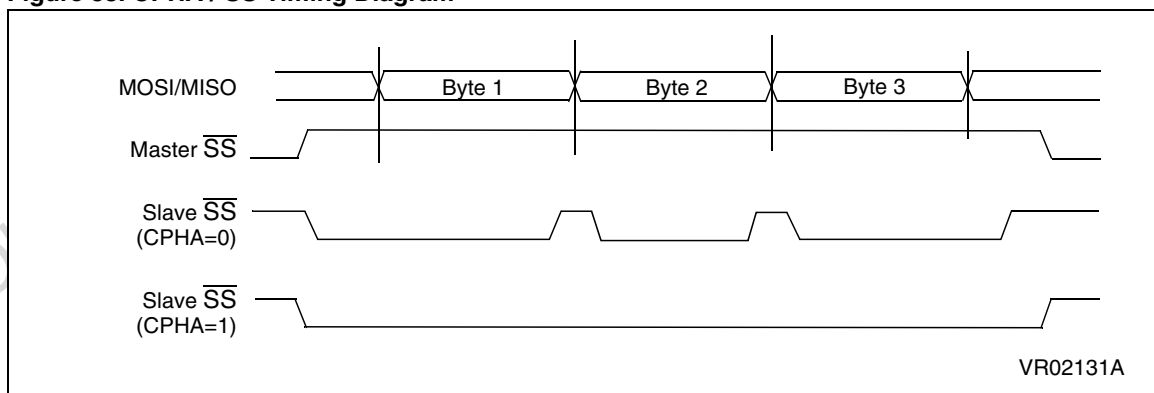 MOSI/MISO
Byte 1
Byte 2
Byte 3
Master SS
Slave SS
(CPHA=0)
Slave SS
(CPHA=1)
VR02131A